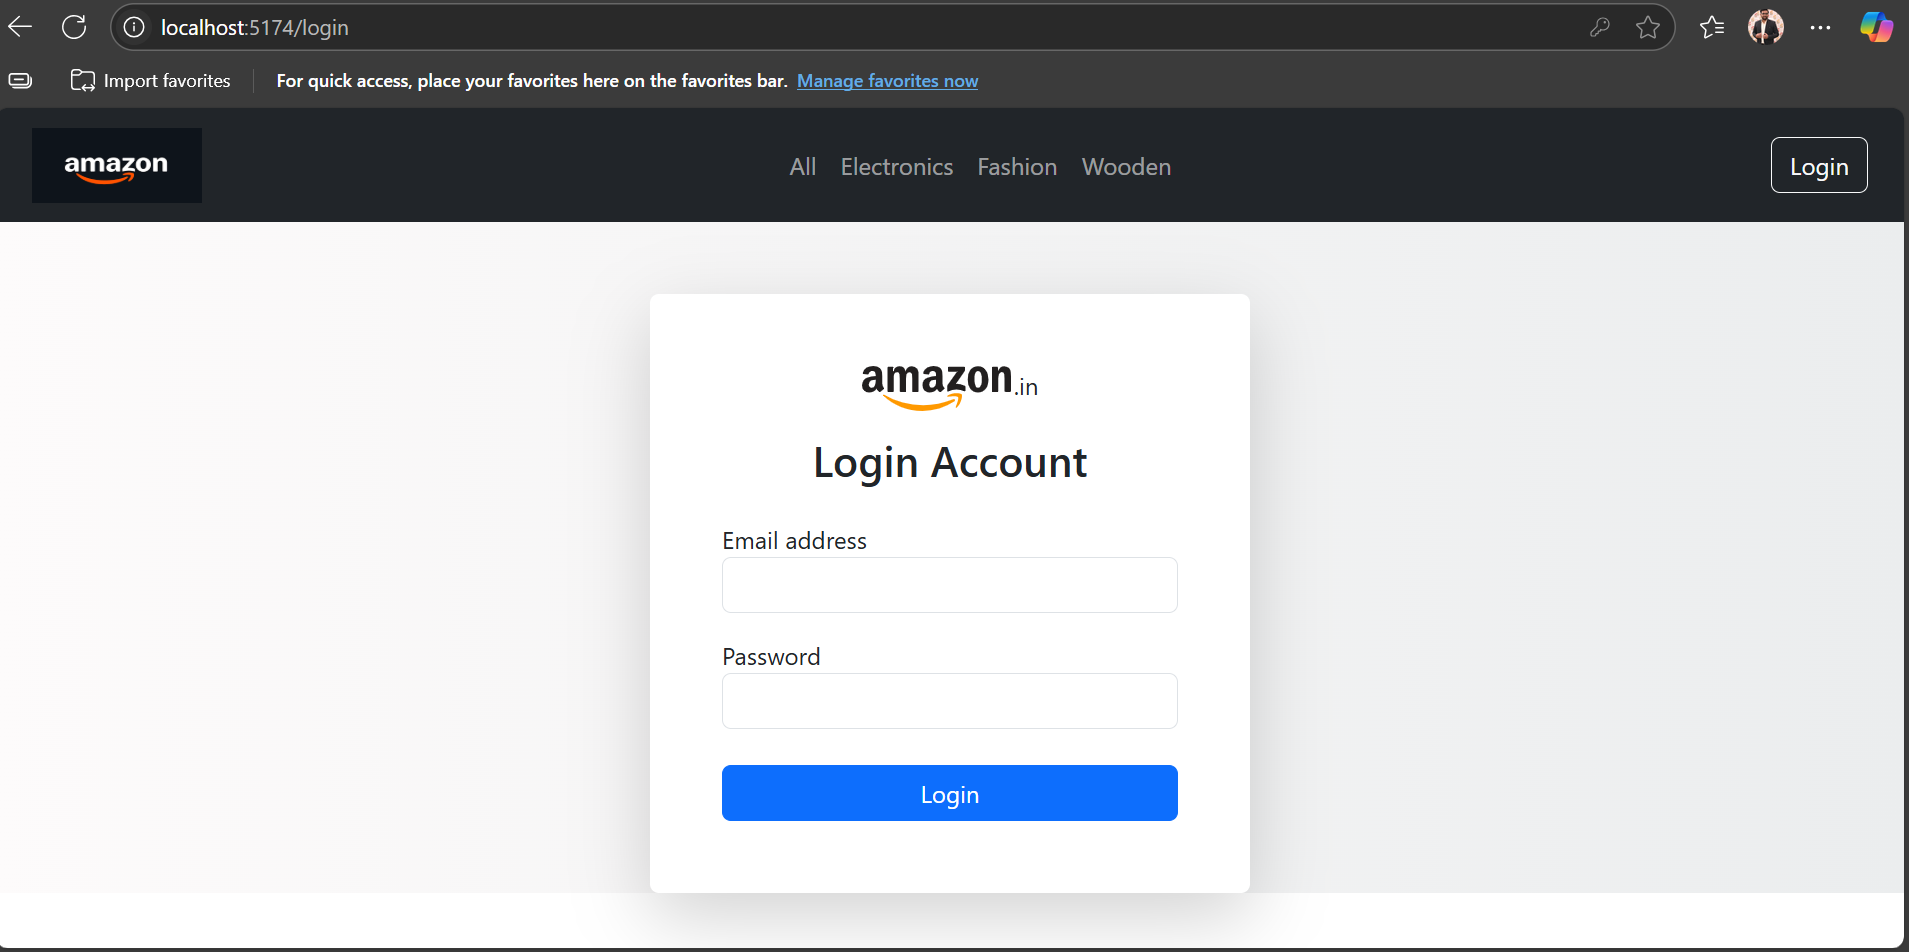 localhost:5174/login
Import favorites For quick access, place your favorites here on the favorites bar. Manage favorites now
amazon All Electronics Fashion Wooden Login
amazon.in
Login Account
Email address
Password
Login